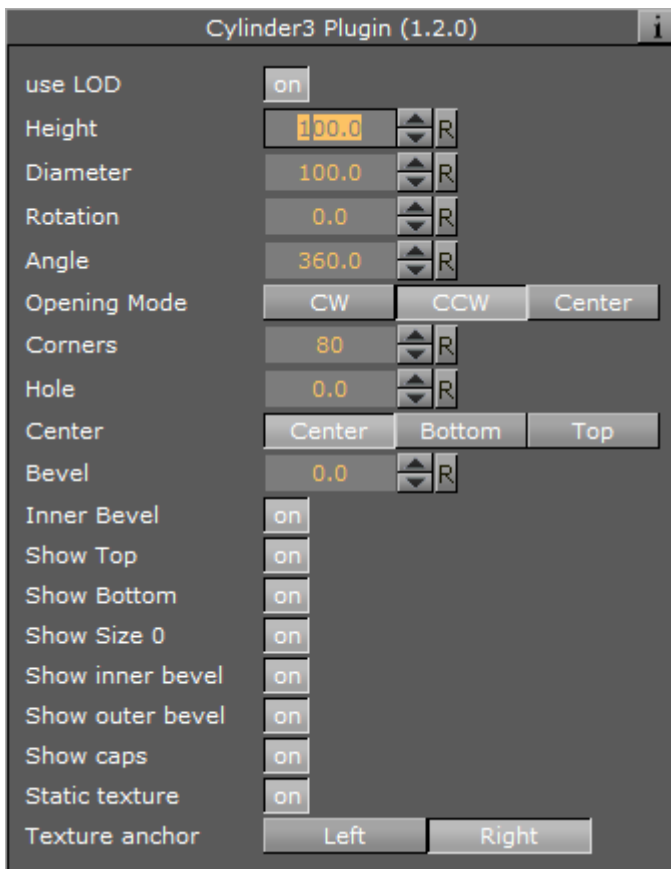 Cylinder3 Plugin (1.2.0) i
use LOD on
Height 100.0 R
Diameter 100.0 R
Rotation 0.0 R
Angle 360.0 R
Opening Mode CW CCW Center
Corners 80 R
Hole 0.0 R
Center Center Bottom Top
Bevel 0.0 R
Inner Bevel on
Show Top on
Show Bottom on
Show Size 0 on
Show inner bevel on
Show outer bevel on
Show caps on
Static texture on
Texture anchor Left Right